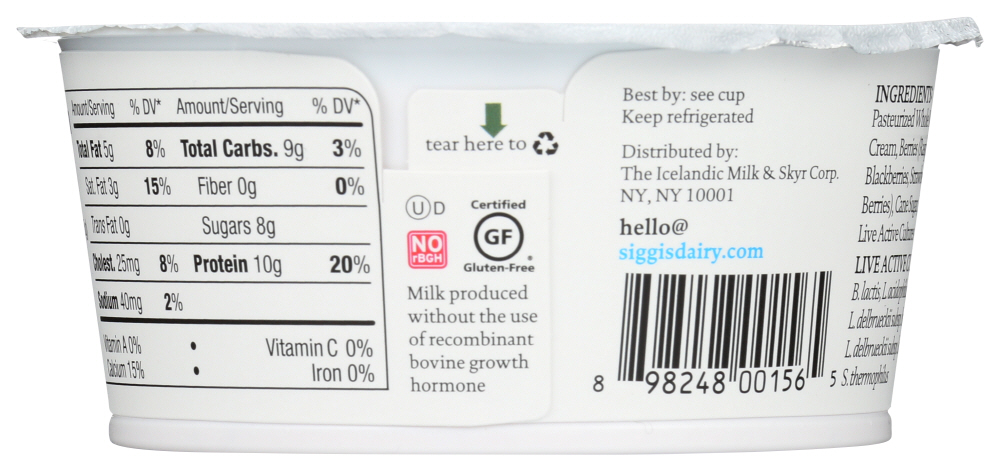 Amount/Serving % DV* Amount/Serving % DV*
Total Fat 5g 8% Total Carbs. 9g 3%
Sat. Fat 3g 15% Fiber 0g 0%
Trans Fat 0g Sugars 8g
Cholest. 25mg 8% Protein 10g 20%
Sodium 40mg 2%
Vitamin A 0% • Vitamin C 0%
Calcium 15% • Iron 0%
tear here to
U D
NO
rBGH
Certified
GF
Gluten-Free
Milk produced
without the use
of recombinant
bovine growth
hormone
Best by: see cup
Keep refrigerated
Distributed by:
The Icelandic Milk & Skyr Corp.
NY, NY 10001
hello@
siggisdairy.com
8 98248 00156 5
INGREDIENTS
Pasteurized
Cream, Berries
Blackberries,
Berries), Cane
Live Active
LIVE ACTIVE
B. lactis, L.
L. delbrueckii
L. delbrueckii
S. thermophilus